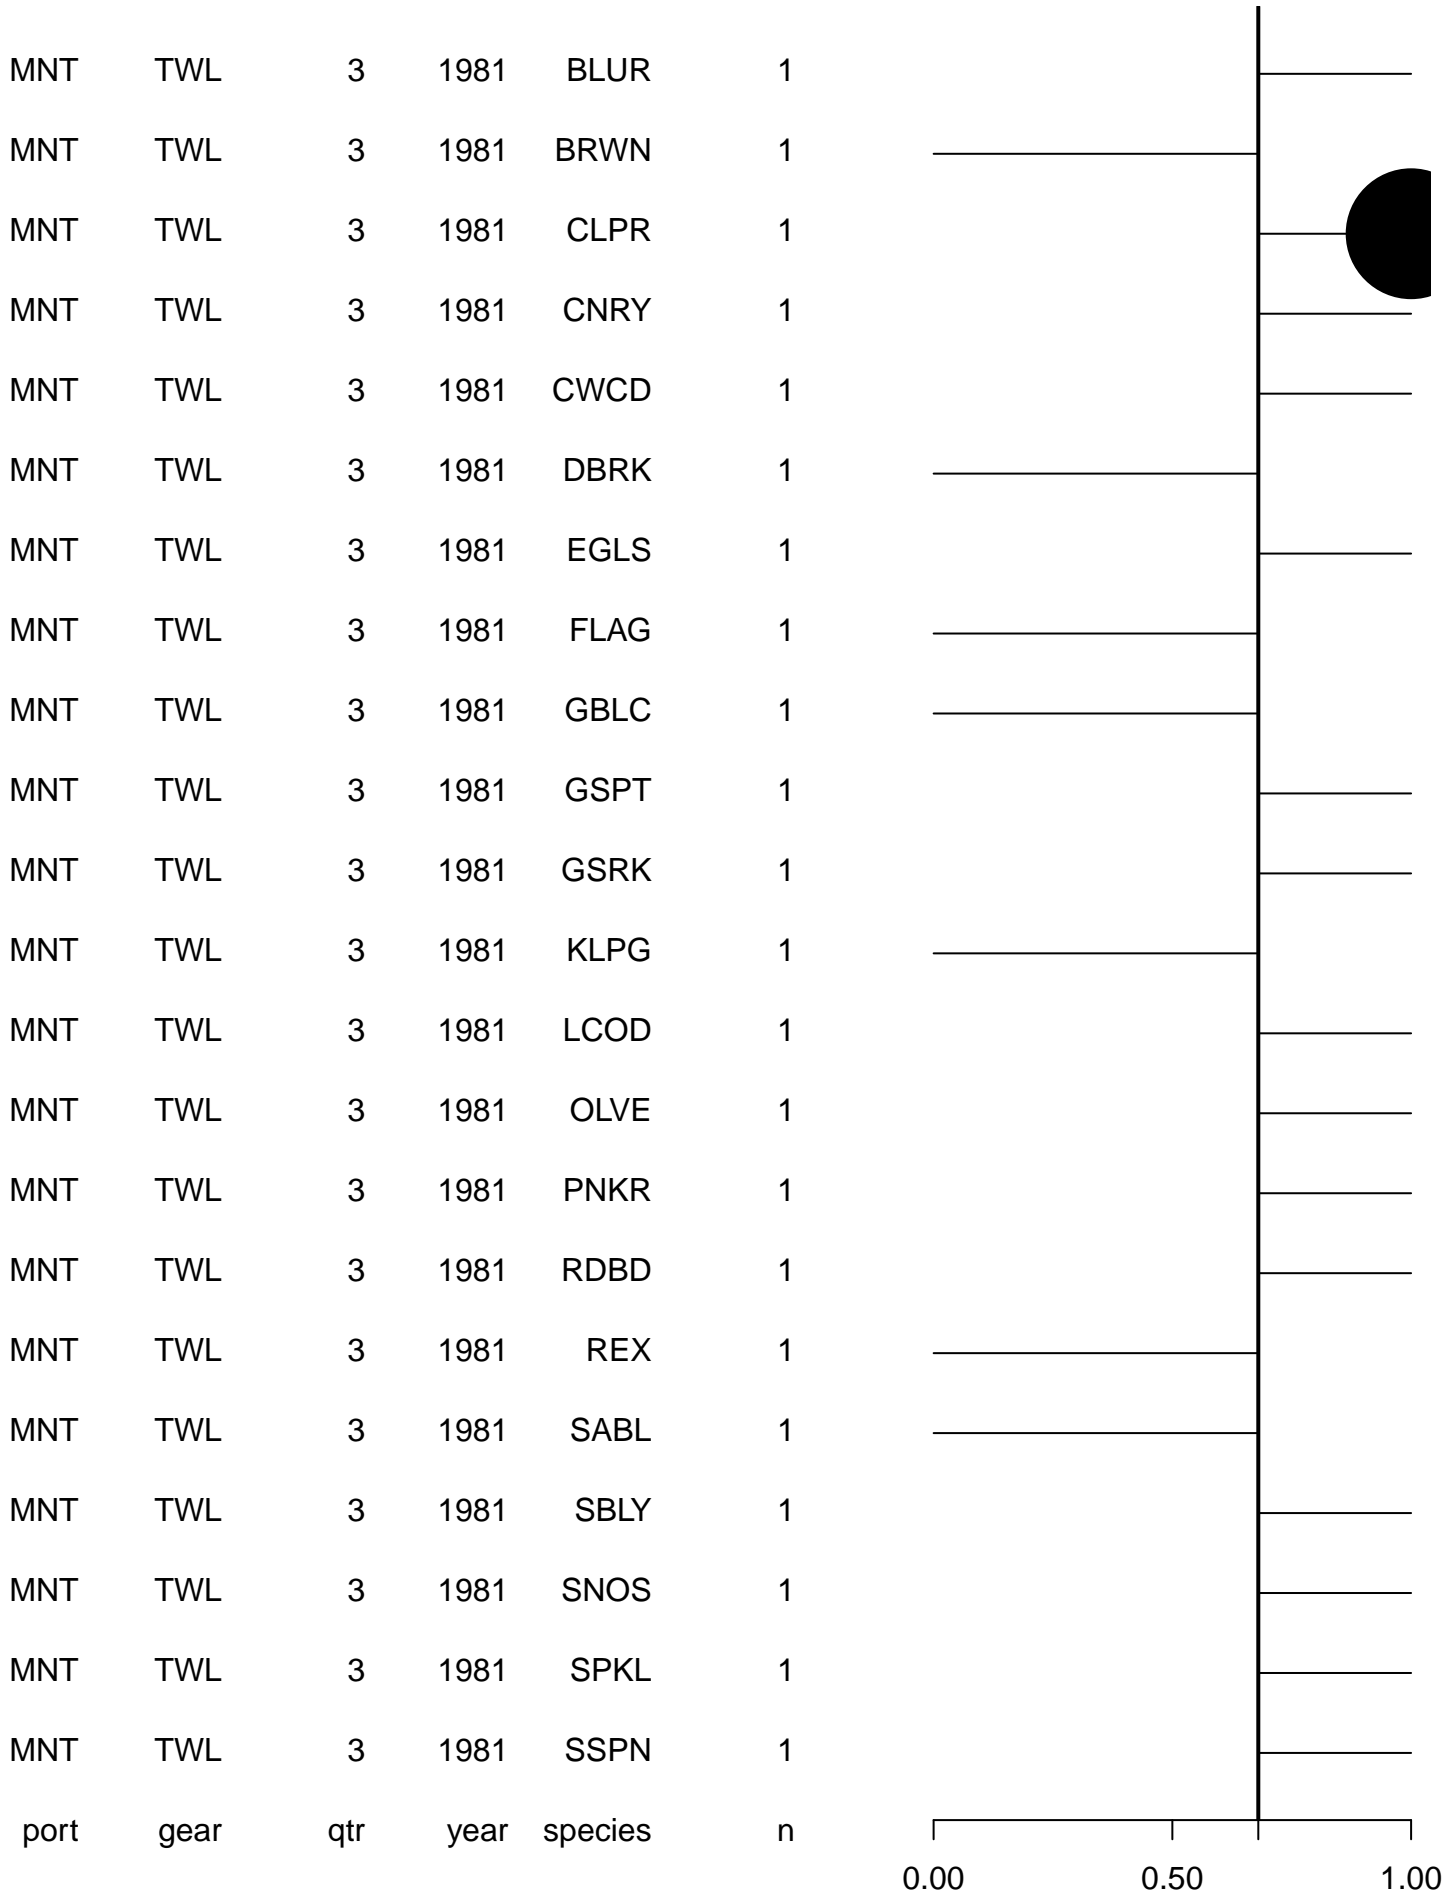 MNT TWL 3 1981 BLUR 1
MNT TWL 3 1981 BRWN 1
MNT TWL 3 1981 CLPR 1
MNT TWL 3 1981 CNRY 1
MNT TWL 3 1981 CWCD 1
MNT TWL 3 1981 DBRK 1
MNT TWL 3 1981 EGLS 1
MNT TWL 3 1981 FLAG 1
MNT TWL 3 1981 GBLC 1
MNT TWL 3 1981 GSPT 1
MNT TWL 3 1981 GSRK 1
MNT TWL 3 1981 KLPG 1
MNT TWL 3 1981 LCOD 1
MNT TWL 3 1981 OLVE 1
MNT TWL 3 1981 PNKR 1
MNT TWL 3 1981 RDBD 1
MNT TWL 3 1981 REX 1
MNT TWL 3 1981 SABL 1
MNT TWL 3 1981 SBLY 1
MNT TWL 3 1981 SNOS 1
MNT TWL 3 1981 SPKL 1
MNT TWL 3 1981 SSPN 1
port gear qtr year species n
0.00 0.50 1.00